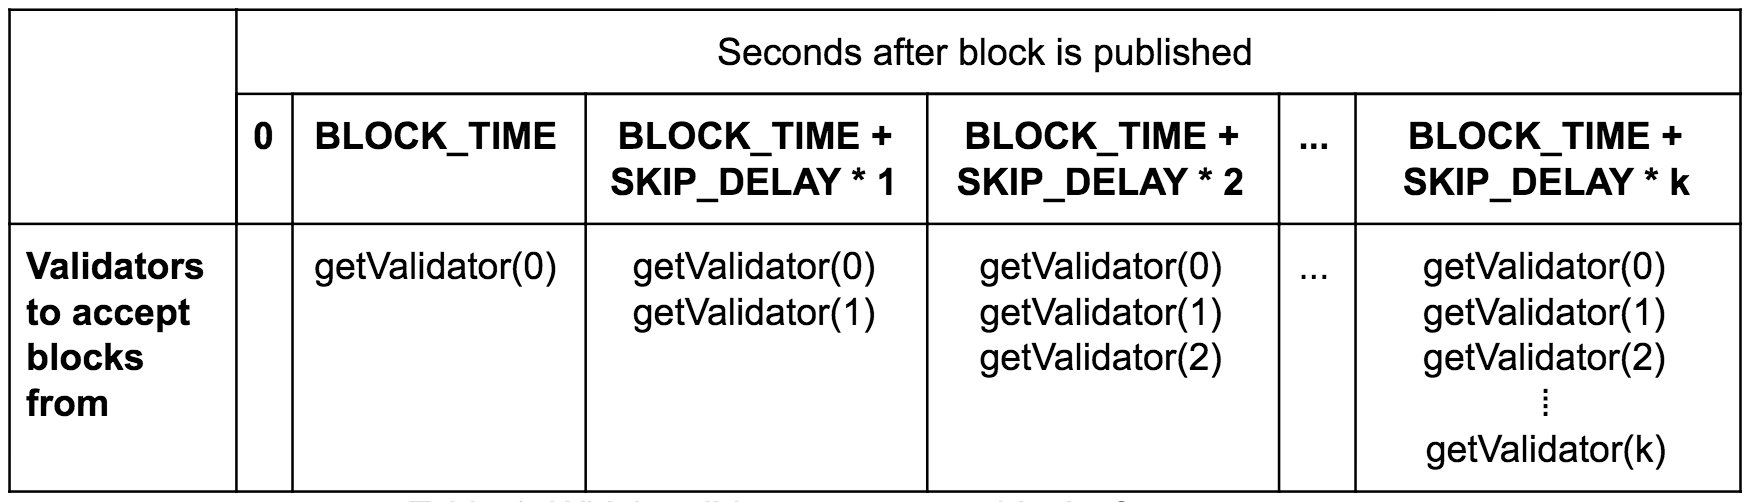 Seconds after block is published
0
BLOCK_TIME
BLOCK_TIME +
SKIP_DELAY * 1
BLOCK_TIME +
SKIP_DELAY * 2
...
BLOCK_TIME +
SKIP_DELAY * k
Validators
to accept
blocks
from
getValidator(0)
getValidator(0)
getValidator(1)
getValidator(0)
getValidator(1)
getValidator(2)
...
getValidator(0)
getValidator(1)
getValidator(2)
⋮
getValidator(k)